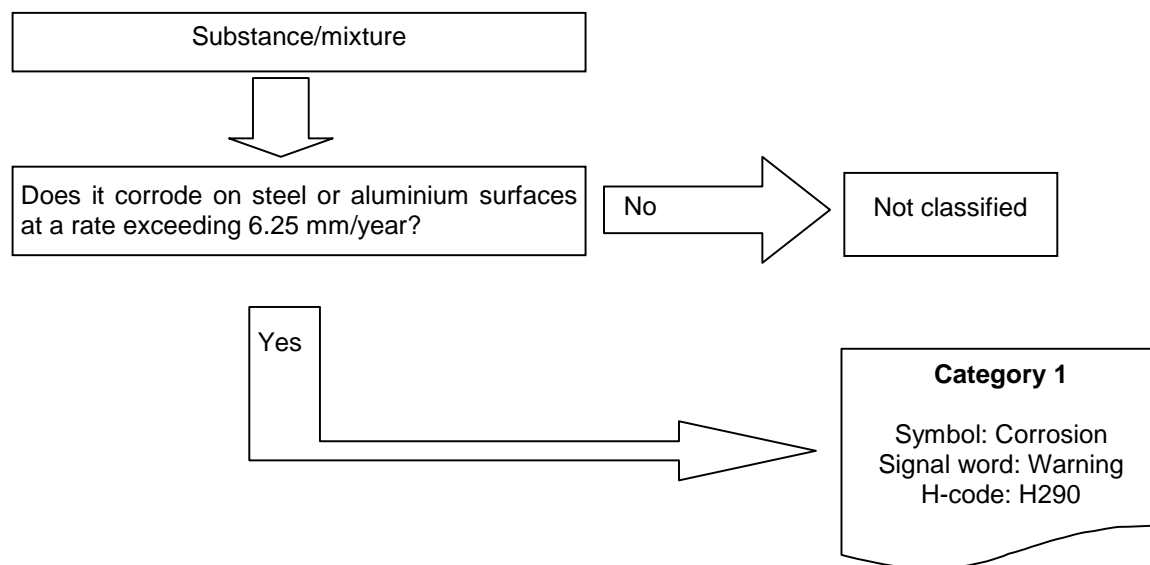 Substance/mixture
Does it corrode on steel or aluminium surfaces
at a rate exceeding 6.25 mm/year?
No
Not classified
Yes
Category 1
Symbol: Corrosion
Signal word: Warning
H-code: H290